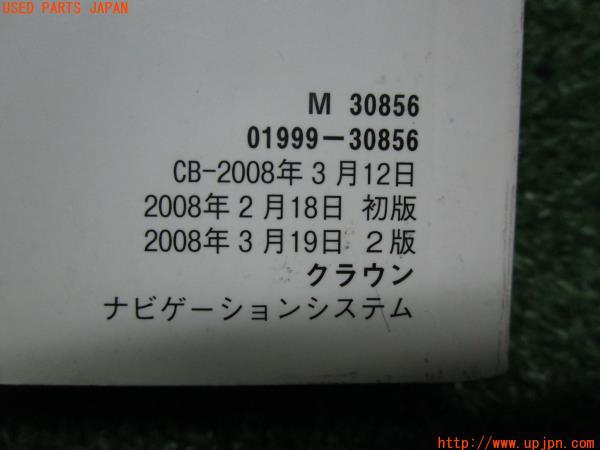 USED PARTS JAPAN
M 30856
01999-30856
CB-2008年3月12日
2008年2月18日 初版
2008年3月19日 2版
クラウン
ナビゲーションシステム
http://www.upjpn.com/